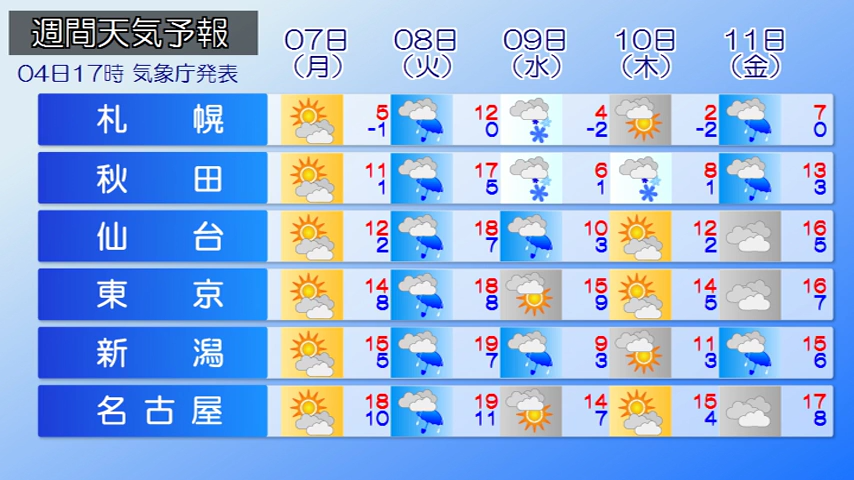 週間天気予報
04日17時 気象庁発表
07日 08日 09日 10日 11日
（月） （火） （水） （木） （金）
札幌 5 -1 12 0 4 -2 2 -2 7 0
秋田 11 1 17 5 6 1 8 1 13 3
仙台 12 2 18 7 10 3 12 2 16 5
東京 14 8 18 8 15 9 14 5 16 7
新潟 15 5 19 7 9 3 11 3 15 6
名古屋 18 10 19 11 14 7 15 4 17 8